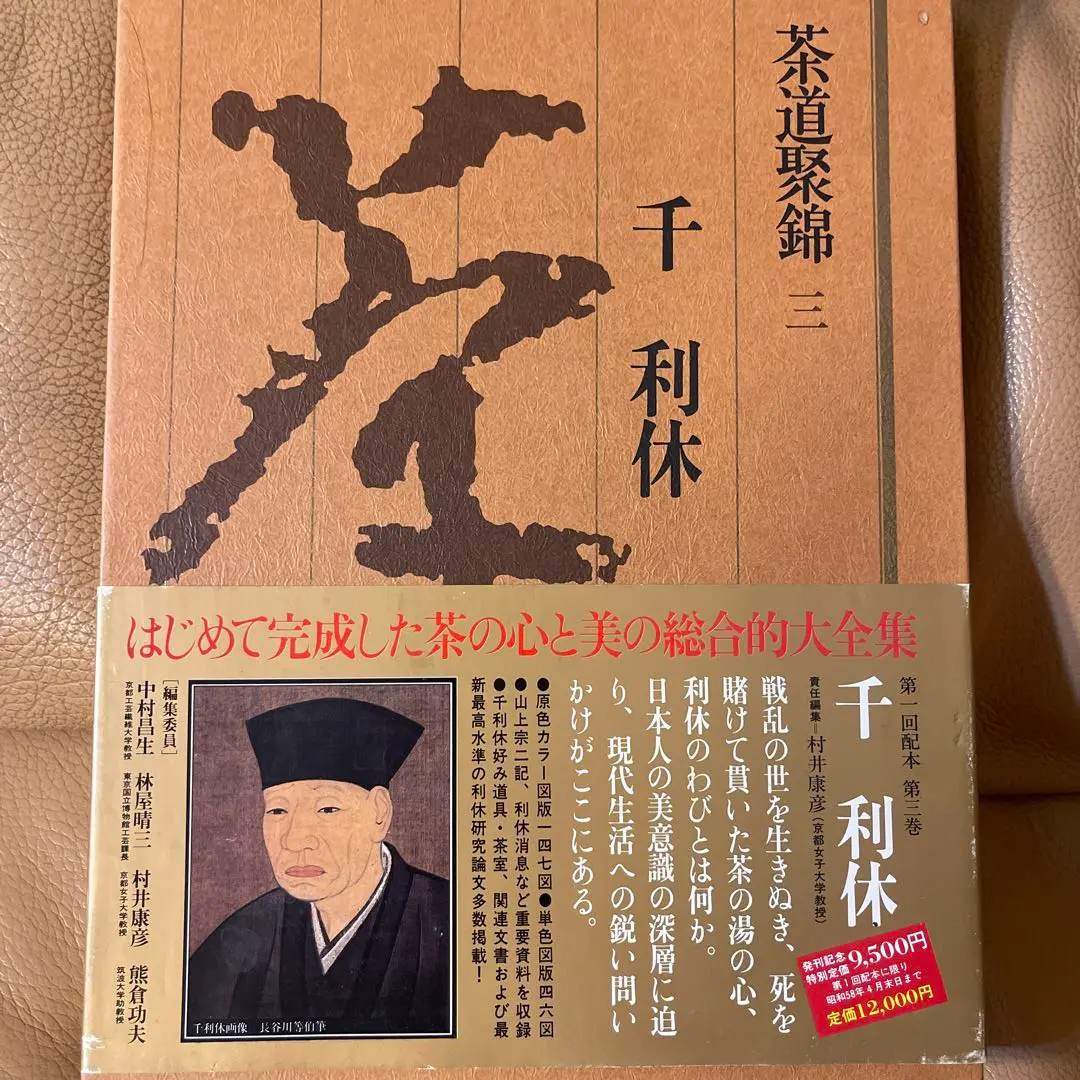 茶道聚錦 三
千 利休
茶
はじめて完成した茶の心と美の総合的大全集
第一回配本 第三巻
千 利休
責任編集＝村井康彦(京都女子大学教授)
戦乱の世を生きぬき、死を
賭けて貫いた茶の湯の心、
利休のわびとは何か。
日本人の美意識の深層に迫
り、現代生活への鋭い問い
かけがここにある。
●原色カラー図版一四七図●単色図版四六図
●山上宗二記、利休消息など重要資料を収録
●千利休好み道具・茶室、関連文書および最
新最高水準の利休研究論文多数掲載！
千利休画像 長谷川等伯筆
［編集委員］
中村昌生
京都工芸繊維大学教授
林屋晴三
東京国立博物館工芸課長
村井康彦
京都女子大学教授
熊倉功夫
筑波大学助教授
発刊記念
特別定価 9,500円
第1回配本に限り
昭和58年4月末日まで
定価12,000円